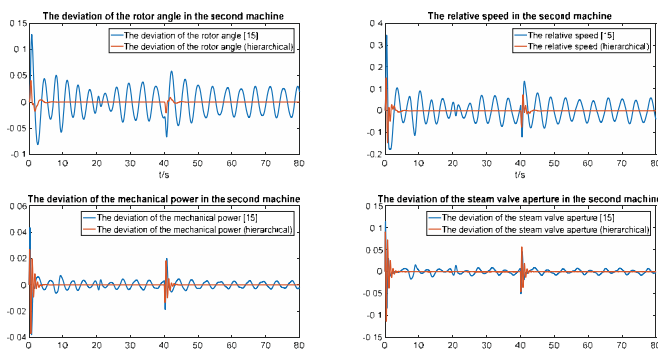 The deviation of the rotor angle in the second machine
0 15
0 1
0 05
0
-0 05
-0 1
The deviation of the rotor angle [15]
The deviation of the rotor angle (hierarchical)
0 10 20 30 40 50 60 70 80
t/s
The relative speed in the second machine
0 4
0.3
0.2
0.1
0
-0.1
-0.2
The relative speed [15]
The relative speed (hierarchical)
0 10 20 30 40 50 60 70 80
t/s
The deviation of the mechanical power in the second machine
0 06
0 04
0 02
0
-0 02
-0 04
The deviation of the mechanical power [15]
The deviation of the mechanical power (hierarchical)
0 10 20 30 40 50 60 70 80
The deviation of the steam valve aperture in the second machine
0 15
0.1
0 05
0
-0 05
-0 1
-0 15
The deviation of the steam valve aperture [15]
The deviation of the steam valve aperture (hierarchical)
0 10 20 30 40 50 60 70 80